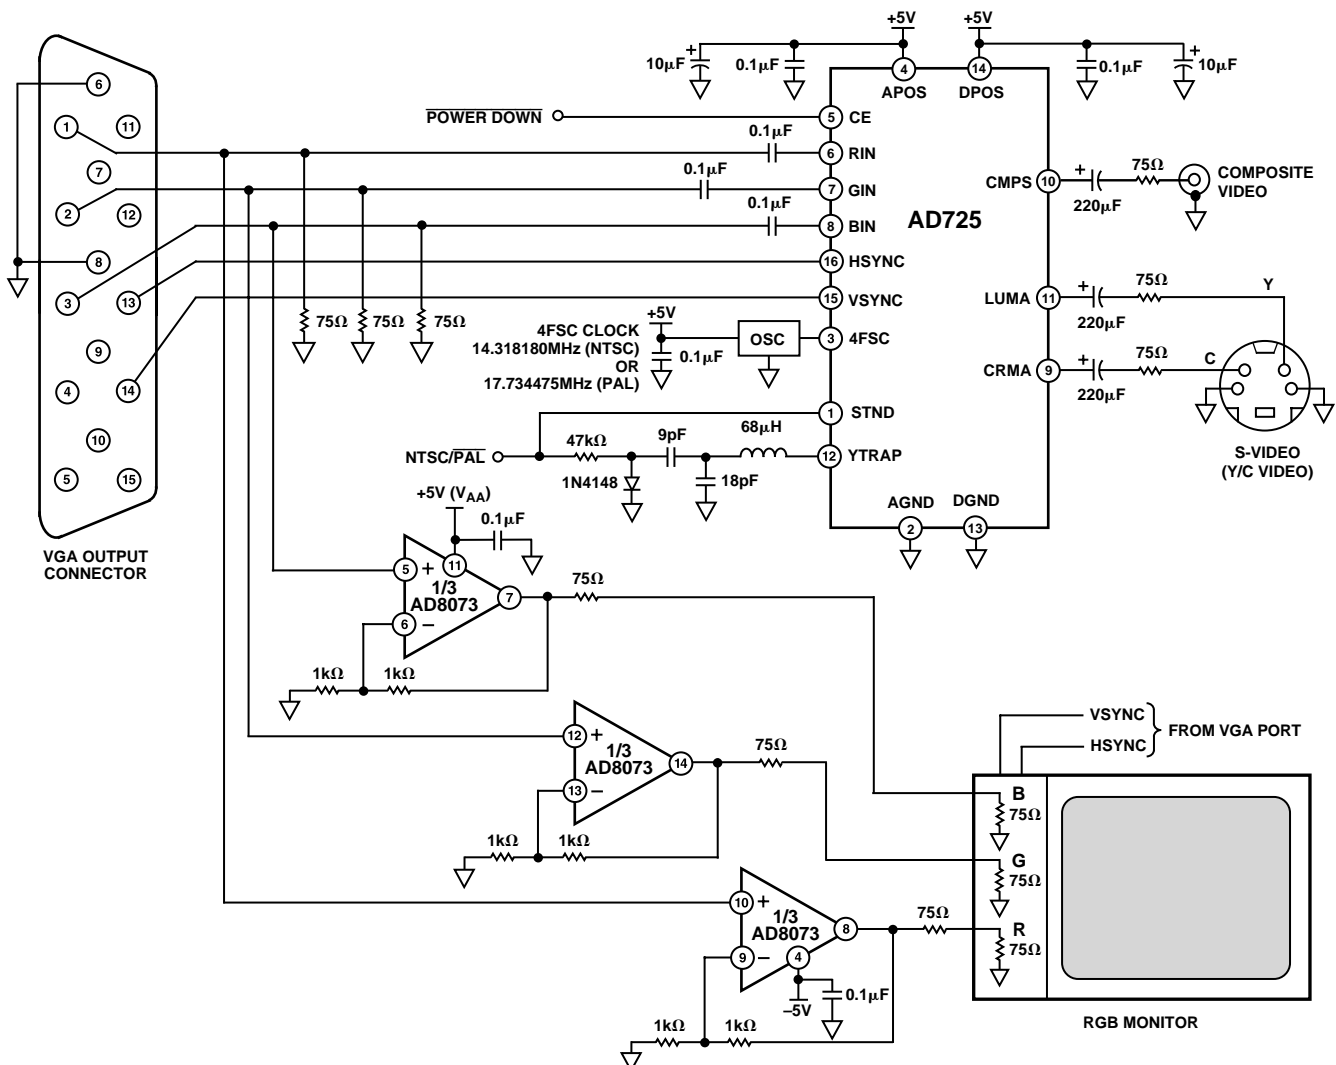 +5V
+5V
10µF
0.1µF
0.1µF
10µF
4
14
APOS
DPOS
6
1
11
7
2
12
8
3
13
9
4
14
10
5
15
VGA OUTPUT
CONNECTOR
POWER DOWN
5
CE
0.1µF
6
RIN
0.1µF
7
GIN
0.1µF
8
BIN
16
HSYNC
15
VSYNC
3
4FSC
1
STND
12
YTRAP
AD725
CMPS
10
LUMA
11
CRMA
9
AGND
DGND
2
13
+
220µF
75Ω
COMPOSITE
VIDEO
+
220µF
75Ω
Y
+
220µF
75Ω
C
S-VIDEO
(Y/C VIDEO)
75Ω
75Ω
75Ω
4FSC CLOCK
14.318180MHz (NTSC)
OR
17.734475MHz (PAL)
+5V
0.1µF
OSC
NTSC/PAL
47kΩ
1N4148
9pF
18pF
68µH
+5V (VAA)
0.1µF
5
+
11
1/3
AD8073
7
6
–
75Ω
1kΩ
1kΩ
12
+
1/3
AD8073
14
13
–
75Ω
1kΩ
1kΩ
10
+
1/3
AD8073
8
9
–
4
–5V
0.1µF
75Ω
1kΩ
1kΩ
VSYNC
HSYNC
FROM VGA PORT
B
75Ω
G
75Ω
R
75Ω
RGB MONITOR